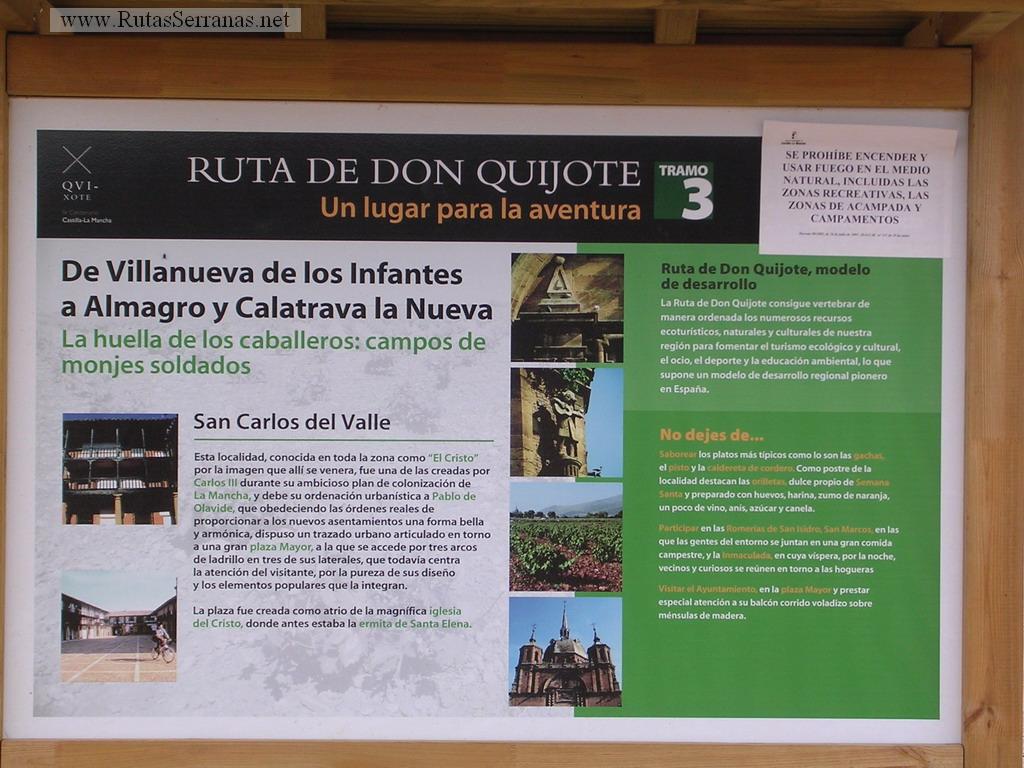 www.RutasSerranas.net
QVI-
XOTE
IV Centenario
Castilla-La Mancha
RUTA DE DON QUIJOTE
Un lugar para la aventura
TRAMO
3
SE PROHÍBE ENCENDER Y
USAR FUEGO EN EL MEDIO
NATURAL, INCLUIDAS LAS
ZONAS RECREATIVAS, LAS
ZONAS DE ACAMPADA Y
CAMPAMENTOS
De Villanueva de los Infantes
a Almagro y Calatrava la Nueva
La huella de los caballeros: campos de
monjes soldados
San Carlos del Valle
Esta localidad, conocida en toda la zona como “El Cristo”
por la imagen que allí se venera, fue una de las creadas por
Carlos III durante su ambicioso plan de colonización de
La Mancha, y debe su ordenación urbanística a Pablo de
Olavide, que obedeciendo las órdenes reales de
proporcionar a los nuevos asentamientos una forma bella
y armónica, dispuso un trazado urbano articulado en torno
a una gran plaza Mayor, a la que se accede por tres arcos
de ladrillo en tres de sus laterales, que todavía centra
la atención del visitante, por la pureza de sus diseño
y los elementos populares que la integran.
La plaza fue creada como atrio de la magnífica iglesia
del Cristo, donde antes estaba la ermita de Santa Elena.
Ruta de Don Quijote, modelo
de desarrollo
La Ruta de Don Quijote consigue vertebrar de
manera ordenada los numerosos recursos
ecoturísticos, naturales y culturales de nuestra
región para fomentar el turismo ecológico y cultural,
el ocio, el deporte y la educación ambiental, lo que
supone un modelo de desarrollo regional pionero
en España.
No dejes de...
Saborear los platos más típicos como lo son las gachas,
el pisto y la caldereta de cordero. Como postre de la
localidad destacan las orilletas, dulce propio de Semana
Santa y preparado con huevos, harina, zumo de naranja,
un poco de vino, anís, azúcar y canela.
Participar en las Romerías de San Isidro, San Marcos, en las
que las gentes del entorno se juntan en una gran comida
campestre, y la Inmaculada, en cuya víspera, por la noche,
vecinos y curiosos se reúnen en torno a las hogueras
Visitar el Ayuntamiento, en la plaza Mayor y prestar
especial atención a su balcón corrido voladizo sobre
ménsulas de madera.